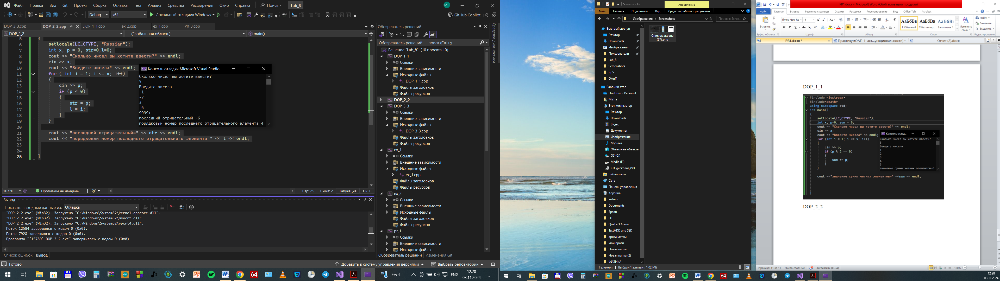 Файл Правка Вид Git Проект Сборка Отладка Тест Анализ Средства Расширения Окно Справка Поиск Lab_8 МБ
Debug x64 Локальный отладчик Windows GitHub Copilot
DOP_3_3.cpp DOP_2_2.cpp DOP_1_1.cpp ex_2.cpp ex_1.cpp PR_3.cpp
DOP_2_2 (Глобальная область) main()
5 {
6 setlocale(LC_CTYPE, "Russian");
7 int x, p = 0, otr=0,l=0;
8 cout << "Сколько чисел вы хотите ввести?" << endl;
9 cin >> x;
10 cout << "Введите чисела" << endl;
11 for ( int i = 1; i <= x; i++)
12 {
13 cin >> p;
14 if (p < 0)
15 {
16 otr = p;
17 l = i;
18 }
19 }
20
21 cout << "последний отрицательный=" << otr << endl;
22 cout << "порядковый номер последнего отрицательного элемента=" << l << endl;
23
24
25 }
Консоль отладки Microsoft Visual Studio
Сколько чисел вы хотите ввести?
5
Введите чисела
-1
-7
3
-6
9999+
последний отрицательный=-6
порядковый номер последнего отрицательного элемента=4
107 % Проблемы не найдены. Стр: 25 Симв: 2 Табуляция CRLF
Вывод
Показать выходные данные из: Отладка
"DOP_2_2.exe" (Win32). Загружено "C:\Windows\System32\kernel.appcore.dll".
"DOP_2_2.exe" (Win32). Загружено "C:\Windows\System32\msvcrt.dll".
"DOP_2_2.exe" (Win32). Загружено "C:\Windows\System32\rpcrt4.dll".
Поток 12584 завершился с кодом 0 (0x0).
Поток 7928 завершился с кодом 0 (0x0).
Программа "[15780] DOP_2_2.exe" завершилась с кодом 0 (0x0).
Список ошибок Вывод
Готово Добавить в систему управления версиями Выбрать репозиторий
Обозреватель решений
Обозреватель решений — поиск (Ctrl+;)
Решение "Lab_8" (10 проекта 10)
DOP_1_1
Ссылки
Внешние зависимости
Исходные файлы
DOP_1_1.cpp
Файлы заголовков
Файлы ресурсов
DOP_2_2
DOP_3_3
Ссылки
Внешние зависимости
Исходные файлы
DOP_3_3.cpp
Файлы заголовков
Файлы ресурсов
ex_1
Ссылки
Внешние зависимости
Исходные файлы
ex_1.cpp
Файлы заголовков
Файлы ресурсов
ex_2
Ссылки
Внешние зависимости
Исходные файлы
Файлы заголовков
Файлы ресурсов
pr_1
Ссылки
Внешние зависимости
Исходные файлы
Обозреватель решений Изменения Git
Средства диагностики
64 Feel... ENG 12:28
03.11.2024
Screenshots Управление
Файл Главная Поделиться Вид Средства работы с рисунками
Изображения Screenshots Поиск в: Scree...
Быстрый доступ
Desktop
Downloads
Изображения
Пользователи
Lab_8
Screenshots
лр5
ОАиП
Рабочий стол
OneDrive - Personal
Misha
Этот компьютер
Desktop
Downloads
Видео
Документы
Изображения
Музыка
Объемные объекты
OS (C:)
Media (E:)
CD-дисковод (V:)
Библиотеки
Сеть
Панель управления
Корзина
arduino
Documents
Epson
FIT
Quake 3 Arena
TestHDD and SSD
дрозд матем
мои проги
Новая папка
Новая папка (2)
ФИЗИКА
Снимок экрана
(97).png
1 элемент Выбран 1 элемент: 1,02 МБ
PR1.docx - Microsoft Word (Сбой активации продукта)
Файл Главная Вставка Разметка страницы Ссылки Рассылки Рецензирование Вид Office Tab Acrobat
Вставить Times New Ro 14 АаБбВв АаБбВв АаБбВв
¶ Обычный ¶ Без интер... Заголовок 1 Изменить стили Найти Заменить Выделить
Буфер обмена Шрифт Абзац Стили Редактирование
PR1.docx * ПрактикумОАП-1част...ункциональности] * Отчет (2).docx
DOP_1_1
#include <iostream>
#include<cmath>
using namespace std;
int main()
{
setlocale(LC_CTYPE, "Russian");
int x, p=0, sum = 0;
cout << "Сколько чисел вы хотите ввести?" << endl;
cin >> x;
cout << "Введите чисела" << endl;
for (int i = 1; i <= x; i++)
{
cin >> p;
if (p % 2 == 0)
{
sum += p;
}
}
cout <<"значение суммы четных элементов=" <<sum << endl;
}
Консоль отлад...
Сколько чисел вы хотите ввести?
5
Введите чисела
1
2
3
4
5
значение суммы четных элементов=6
DOP_2_2
Страница: 11 из 11 Число слов: 842 английский (США) 100%
64 12:28
03.11.2024